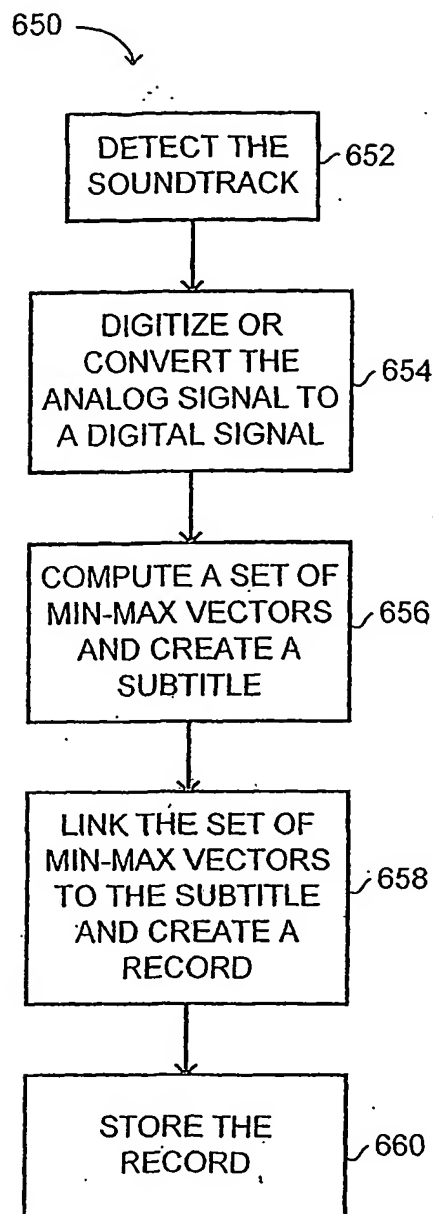 650
DETECT THE
SOUNDTRACK
652
DIGITIZE OR
CONVERT THE
ANALOG SIGNAL TO
A DIGITAL SIGNAL
654
COMPUTE A SET OF
MIN-MAX VECTORS
AND CREATE A
SUBTITLE
656
LINK THE SET OF
MIN-MAX VECTORS
TO THE SUBTITLE
AND CREATE A
RECORD
658
STORE THE
RECORD
660